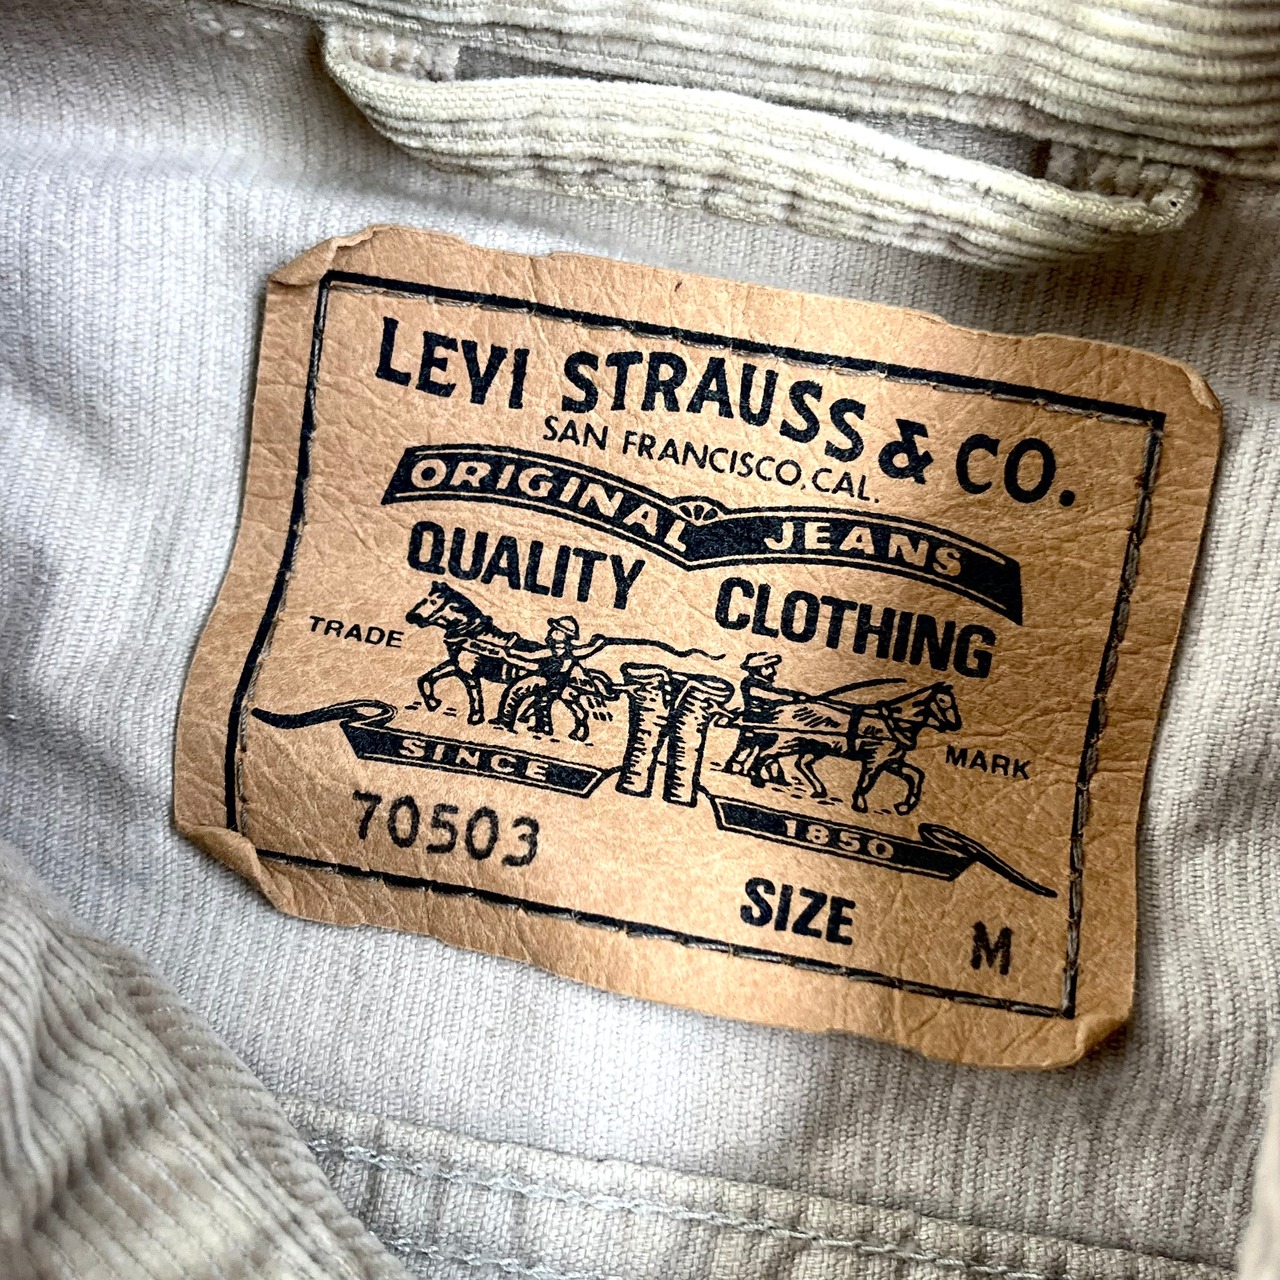 LEVI STRAUSS & CO.
SAN FRANCISCO, CAL.
ORIGINAL JEANS
QUALITY CLOTHING
TRADE MARK
SINCE 1850
70503
SIZE M